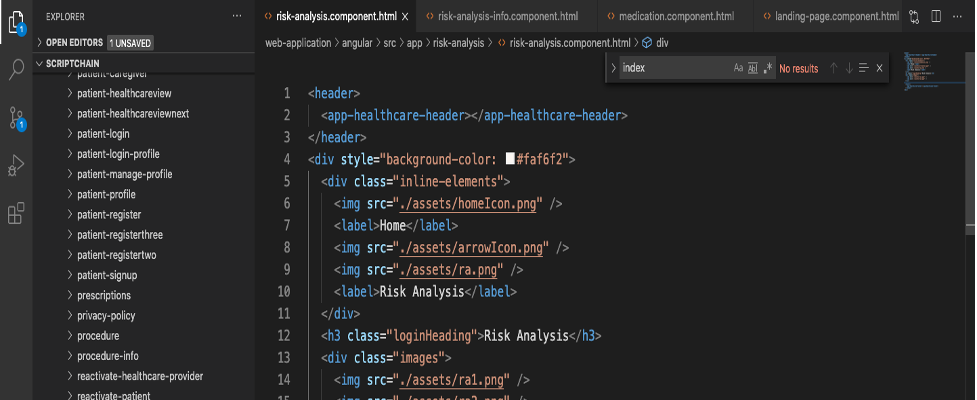 EXPLORER
OPEN EDITORS 1 UNSAVED
SCRIPTCHAIN
patient-caregiver
patient-healthcareview
patient-healthcareviewnext
patient-login
patient-login-profile
patient-manage-profile
patient-profile
patient-register
patient-registerthree
patient-registertwo
patient-signup
prescriptions
privacy-policy
procedure
procedure-info
reactivate-healthcare-provider
reactivate-patient
1
1
risk-analysis.component.html
risk-analysis-info.component.html
medication.component.html
landing-page.component.html
web-application > angular > src > app > risk-analysis > risk-analysis.component.html > div
index Aa Ab| .* No results
1 <header>
2 <app-healthcare-header></app-healthcare-header>
3 </header>
4 <div style="background-color: #faf6f2">
5 <div class="inline-elements">
6 <img src="./assets/homeIcon.png" />
7 <label>Home</label>
8 <img src="./assets/arrowIcon.png" />
9 <img src="./assets/ra.png" />
10 <label>Risk Analysis</label>
11 </div>
12 <h3 class="loginHeading">Risk Analysis</h3>
13 <div class="images">
14 <img src="./assets/ra1.png" />